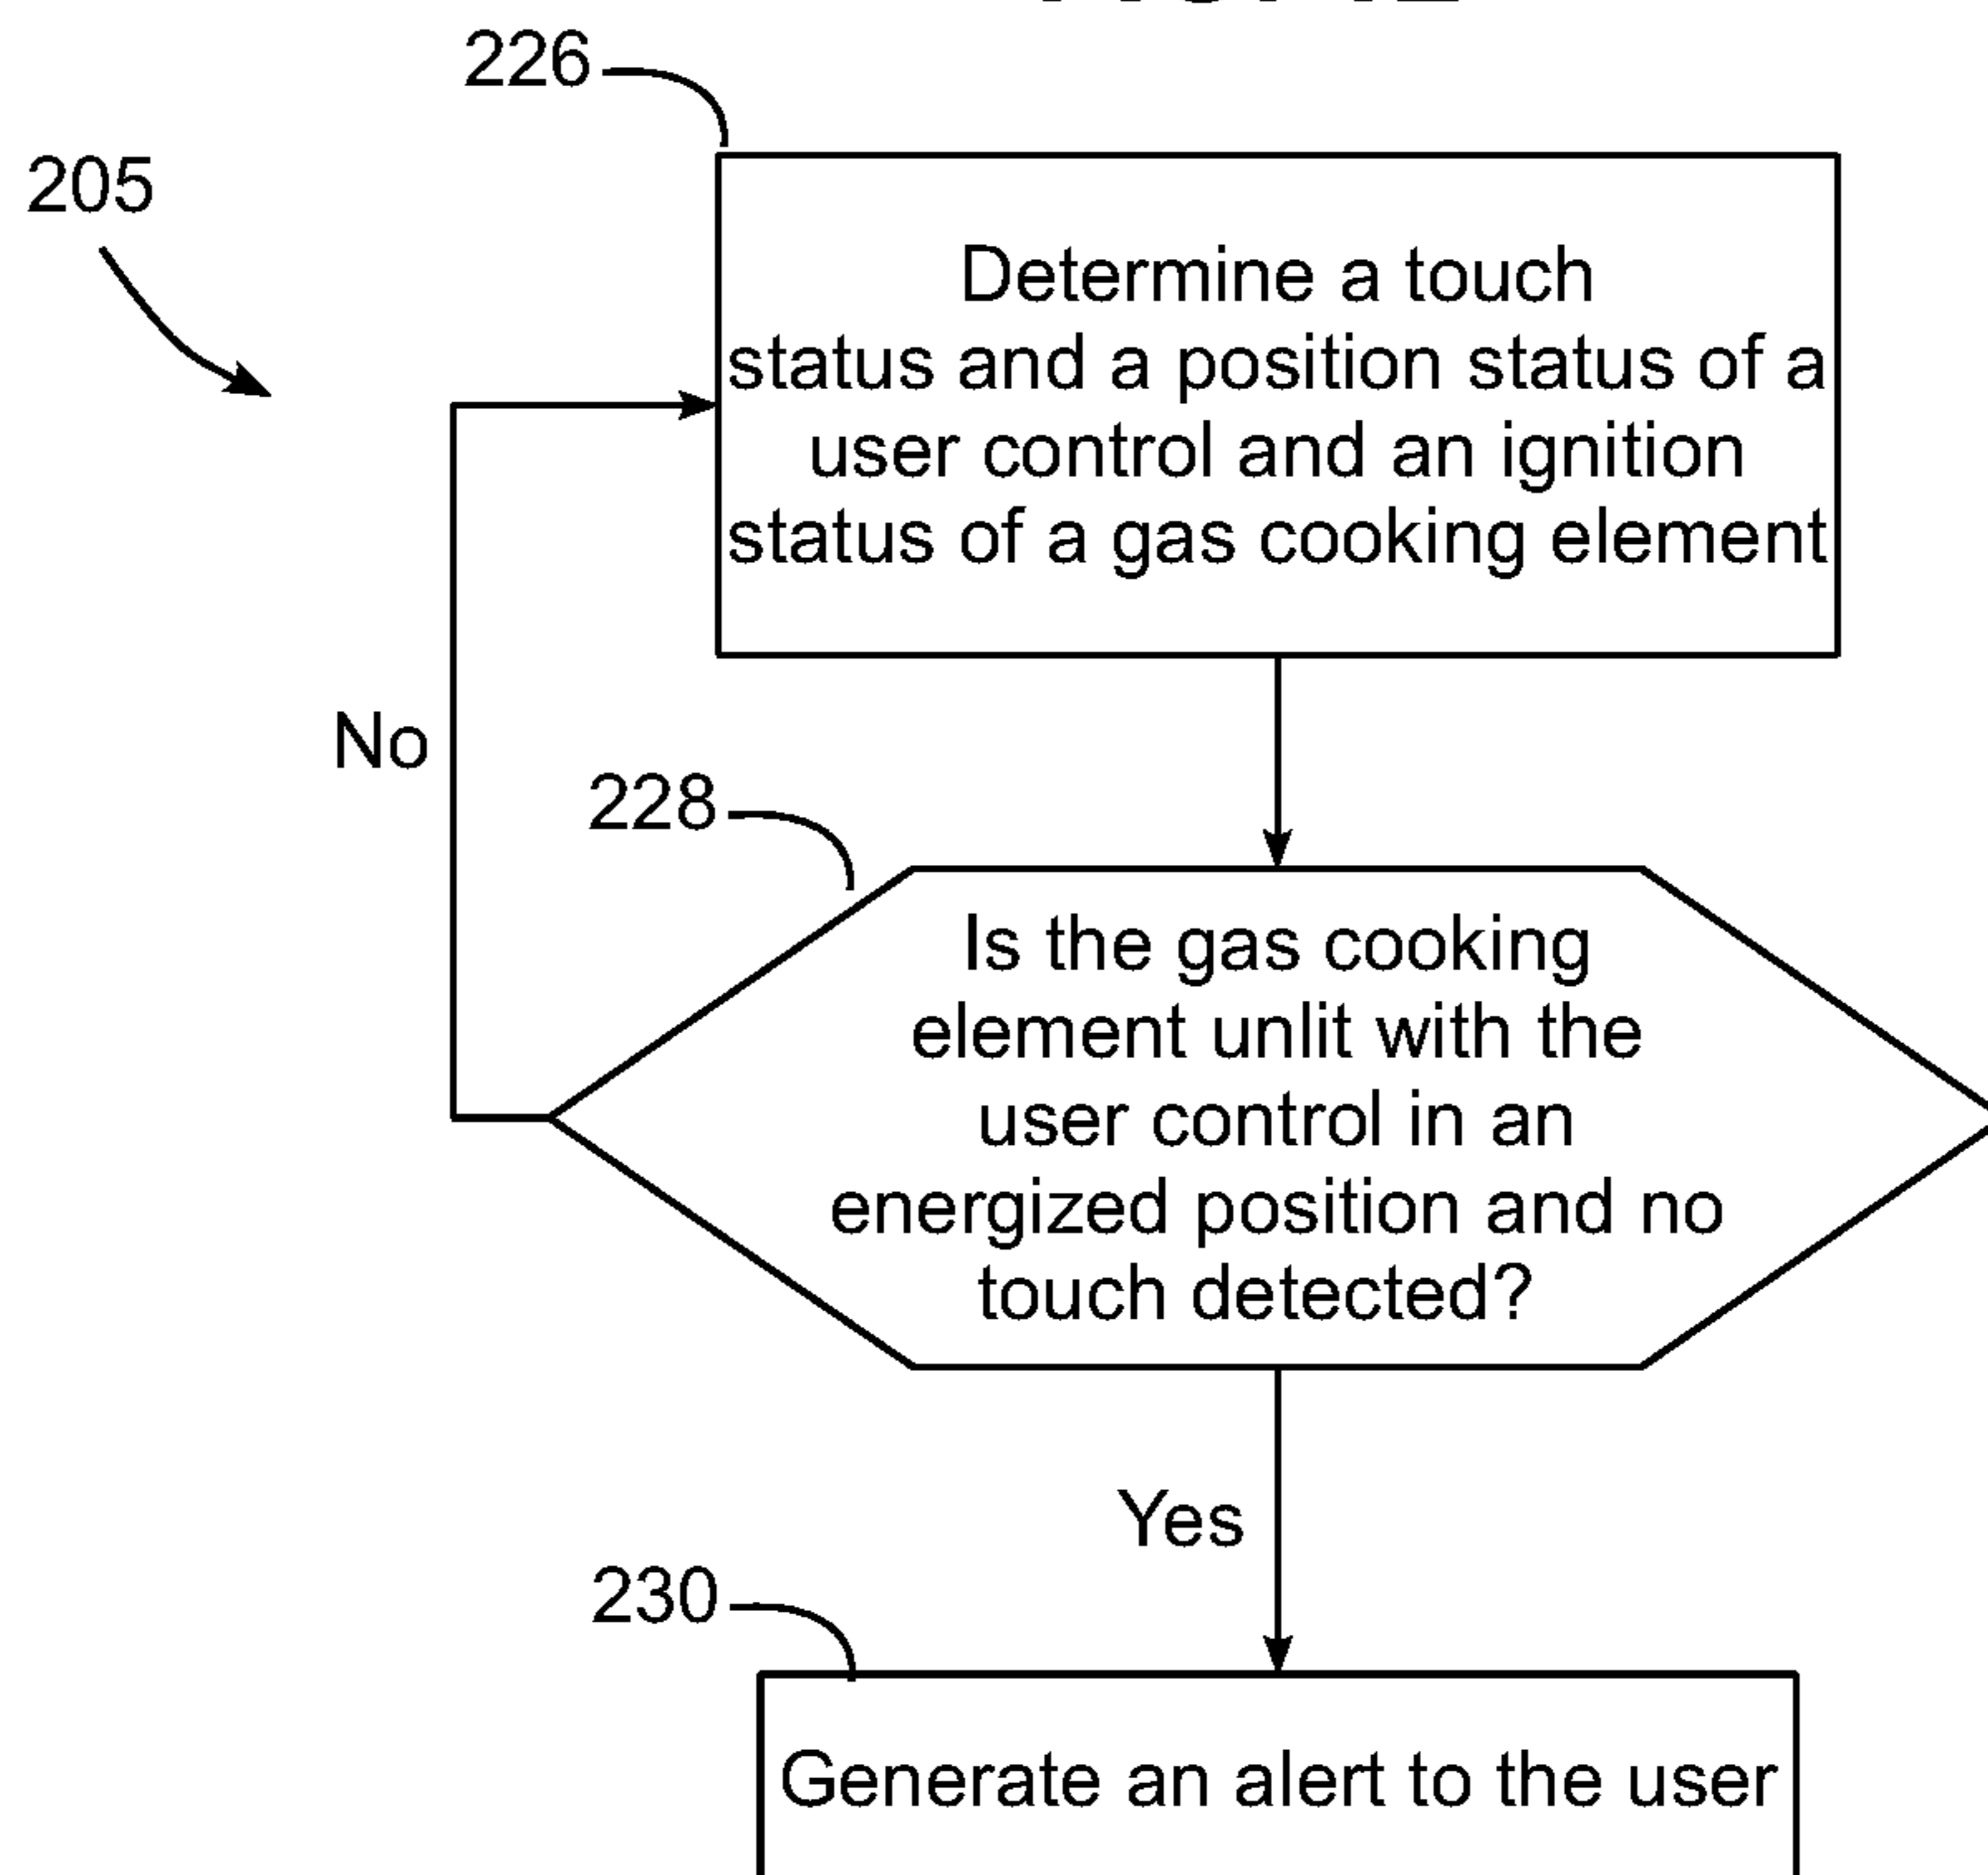 226
205
Determine a touch
status and a position status of a
user control and an ignition
status of a gas cooking element
No
228
Is the gas cooking
element unlit with the
user control in an
energized position and no
touch detected?
Yes
230
Generate an alert to the user